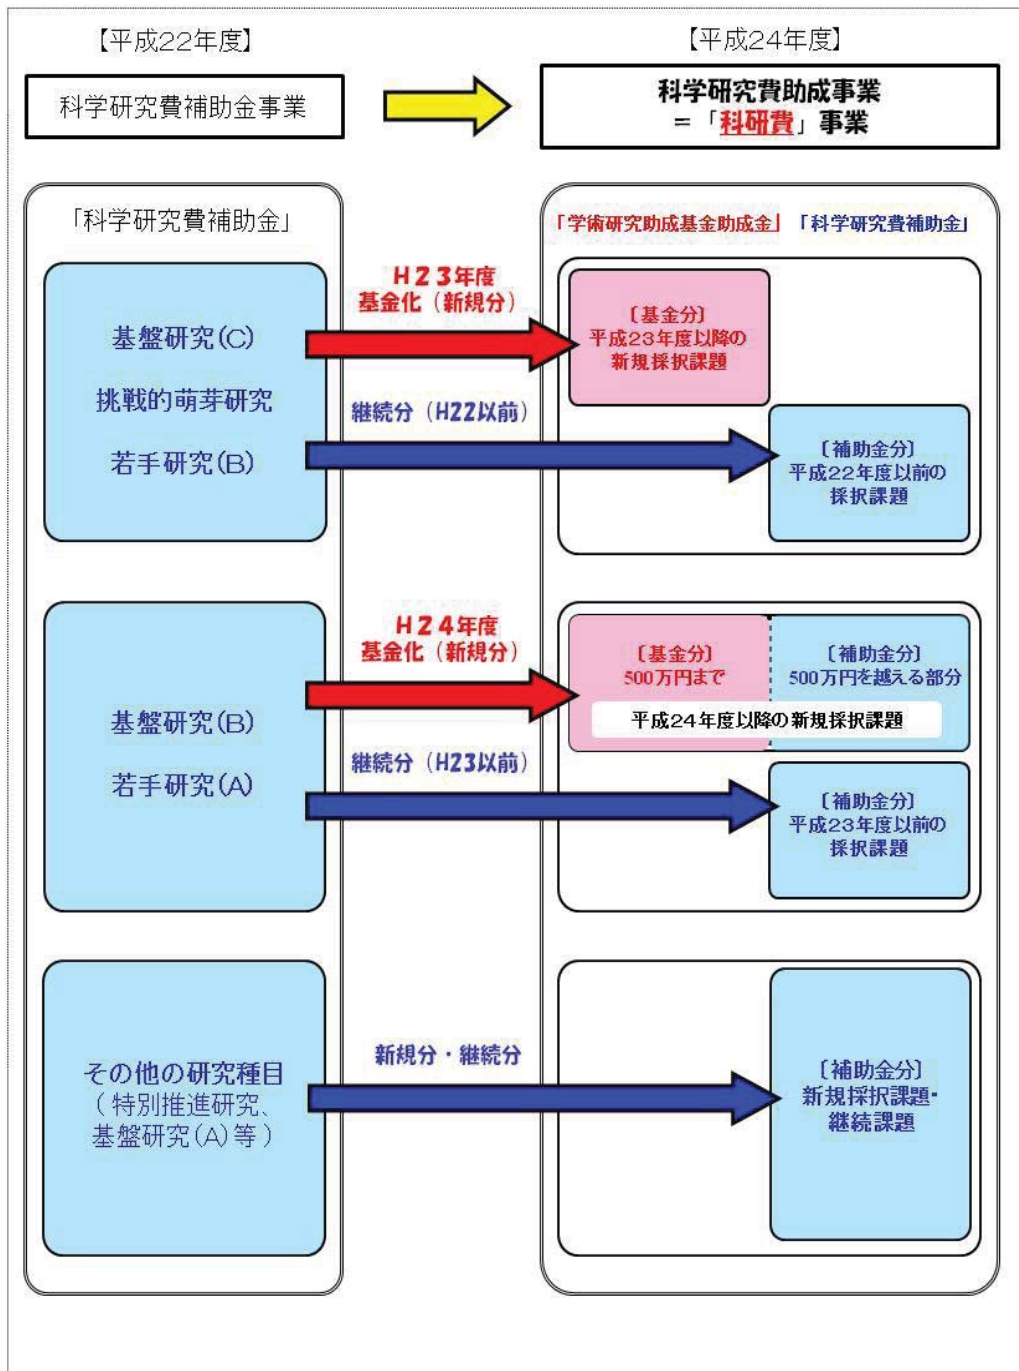 【平成22年度】
【平成24年度】
科学研究費補助金事業
科学研究費助成事業
=「科研費」事業
「科学研究費補助金」
「学術研究助成基金助成金」
「科学研究費補助金」
基盤研究(C)
挑戦的萌芽研究
若手研究(B)
H23年度
基金化(新規分)
継続分(H22以前)
〔基金分〕
平成23年度以降の
新規採択課題
〔補助金分〕
平成22年度以前の
採択課題
基盤研究(B)
若手研究(A)
H24年度
基金化(新規分)
継続分(H23以前)
〔基金分〕
500万円まで
〔補助金分〕
500万円を越える部分
平成24年度以降の新規採択課題
〔補助金分〕
平成23年度以前の
採択課題
その他の研究種目
(特別推進研究、
基盤研究(A)等)
新規分・継続分
〔補助金分〕
新規採択課題・
継続課題